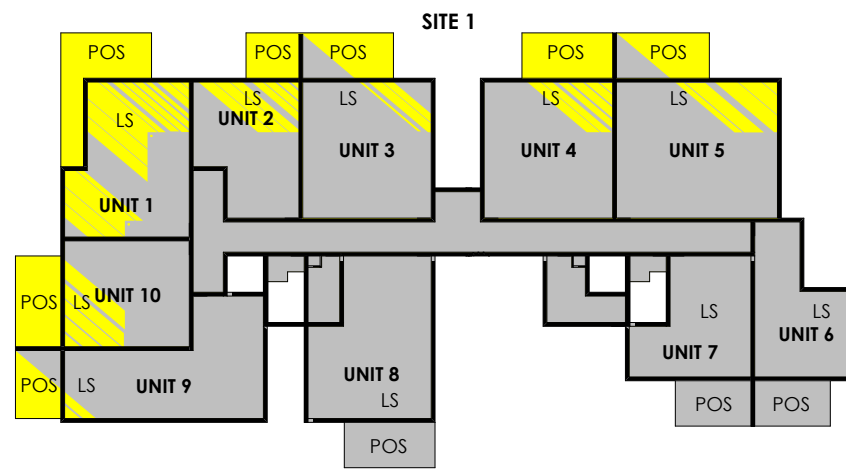 SITE 1
POS
POS
POS
POS
POS
LS
LS
LS
LS
LS
UNIT 2
UNIT 3
UNIT 4
UNIT 5
UNIT 1
POS
LS
UNIT 10
LS
LS
UNIT 6
UNIT 7
POS
LS
UNIT 9
UNIT 8
LS
POS
POS
POS